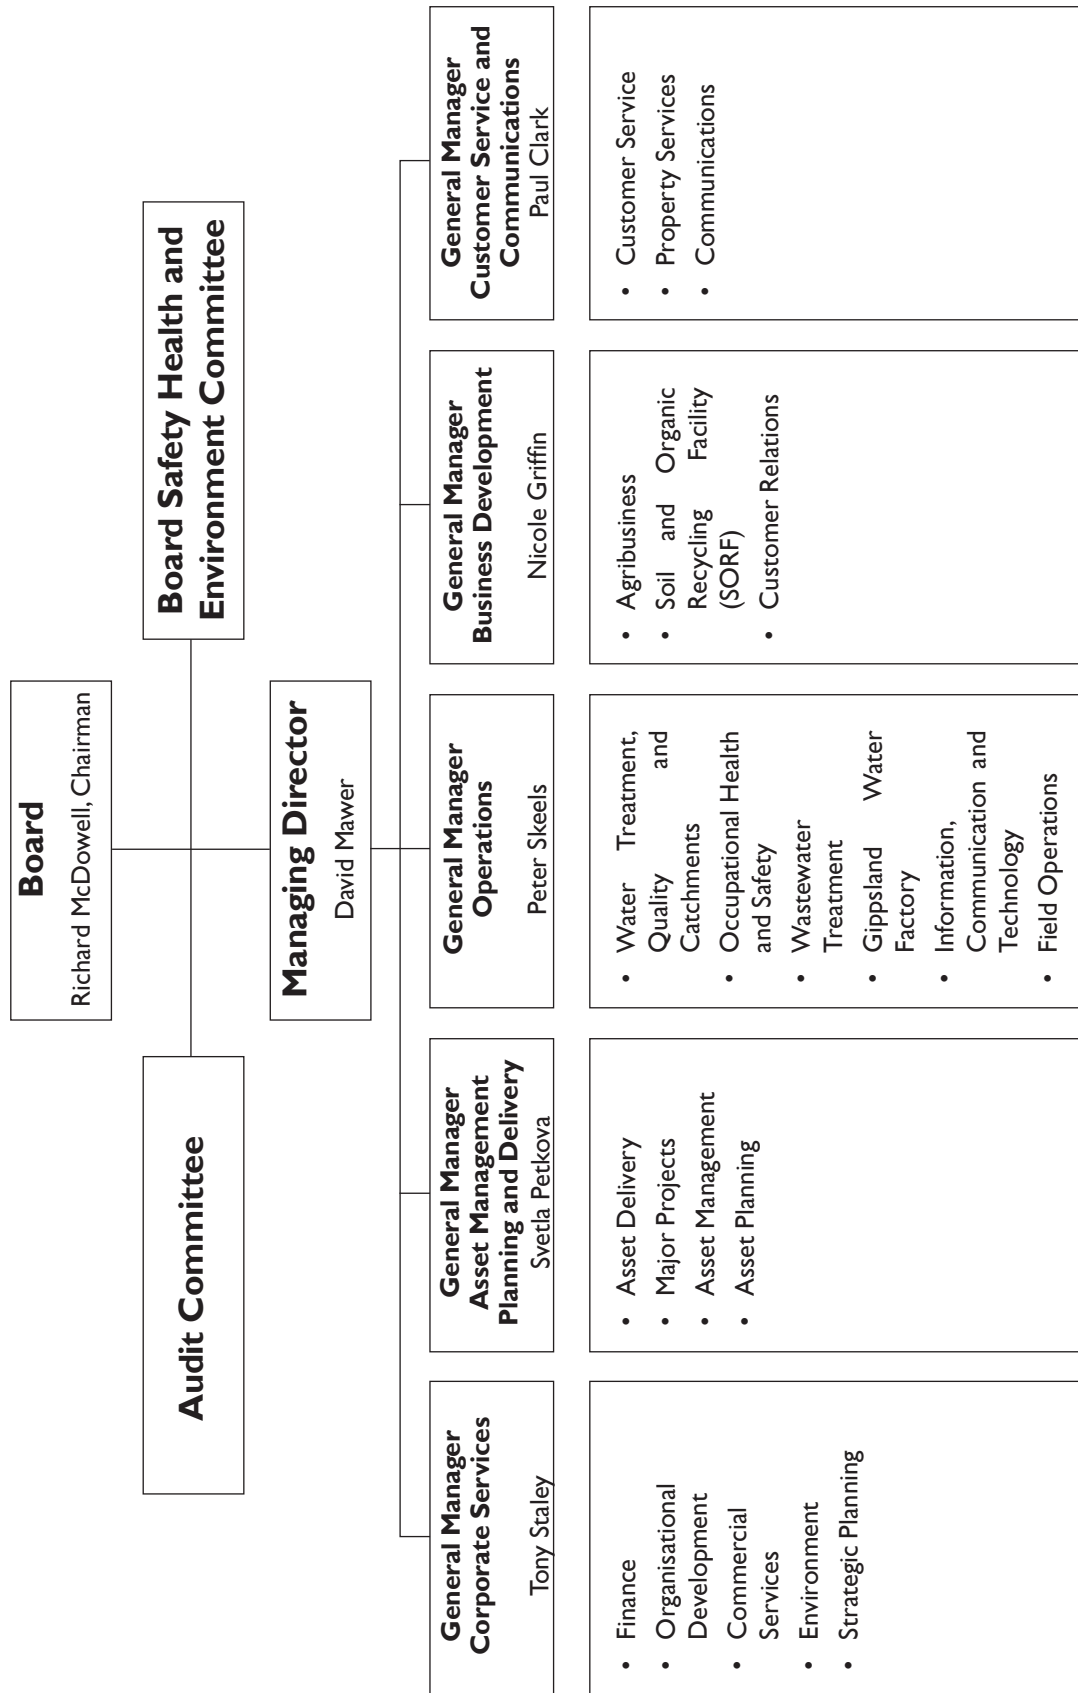 Board
Richard McDowell, Chairman
Audit Committee
Board Safety Health and
Environment Committee
Managing Director
David Mawer
General Manager
Corporate Services
Tony Staley
General Manager
Asset Management
Planning and Delivery
Svetla Petkova
General Manager
Operations
Peter Skeels
General Manager
Business Development
Nicole Griffin
General Manager
Customer Service and
Communications
Paul Clark
• Finance
• Organisational
Development
• Commercial
Services
• Environment
• Strategic Planning
• Asset Delivery
• Major Projects
• Asset Management
• Asset Planning
• Water Treatment,
Quality and
Catchments
• Occupational Health
and Safety
• Wastewater
Treatment
• Gippsland Water
Factory
• Information,
Communication and
Technology
• Field Operations
• Agribusiness
• Soil and Organic
Recycling Facility
(SORF)
• Customer Relations
• Customer Service
• Property Services
• Communications